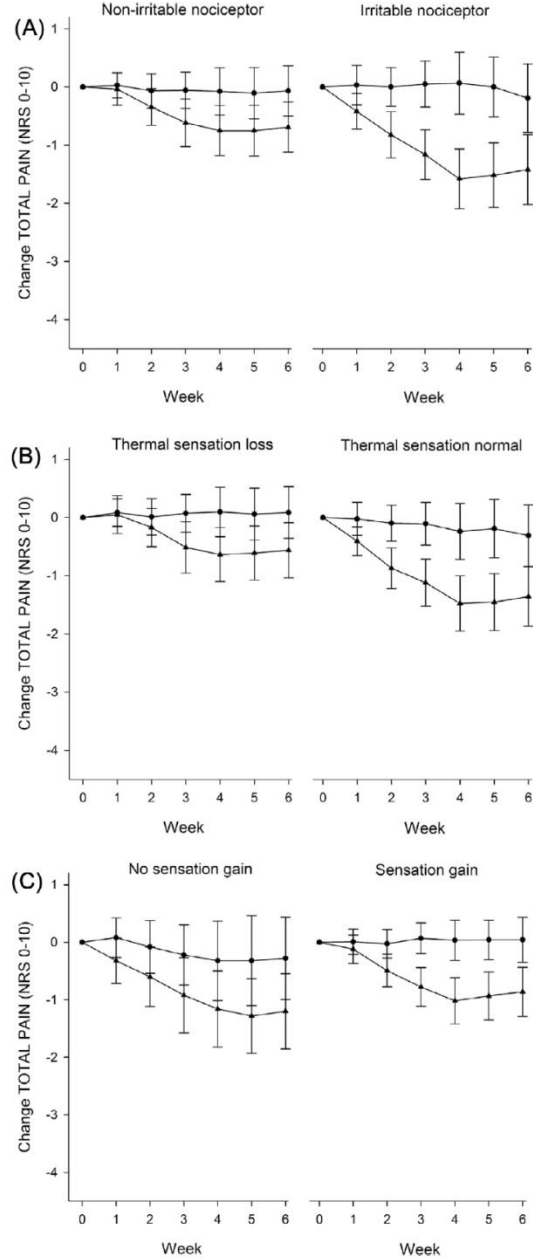 (A)
Non-irritable nociceptor
Irritable nociceptor
Change TOTAL PAIN (NRS 0-10)
1
0
-1
-2
-3
-4
0 1 2 3 4 5 6
0 1 2 3 4 5 6
Week
Week
(B)
Thermal sensation loss
Thermal sensation normal
Change TOTAL PAIN (NRS 0-10)
1
0
-1
-2
-3
-4
0 1 2 3 4 5 6
0 1 2 3 4 5 6
Week
Week
(C)
No sensation gain
Sensation gain
Change TOTAL PAIN (NRS 0-10)
1
0
-1
-2
-3
-4
0 1 2 3 4 5 6
0 1 2 3 4 5 6
Week
Week